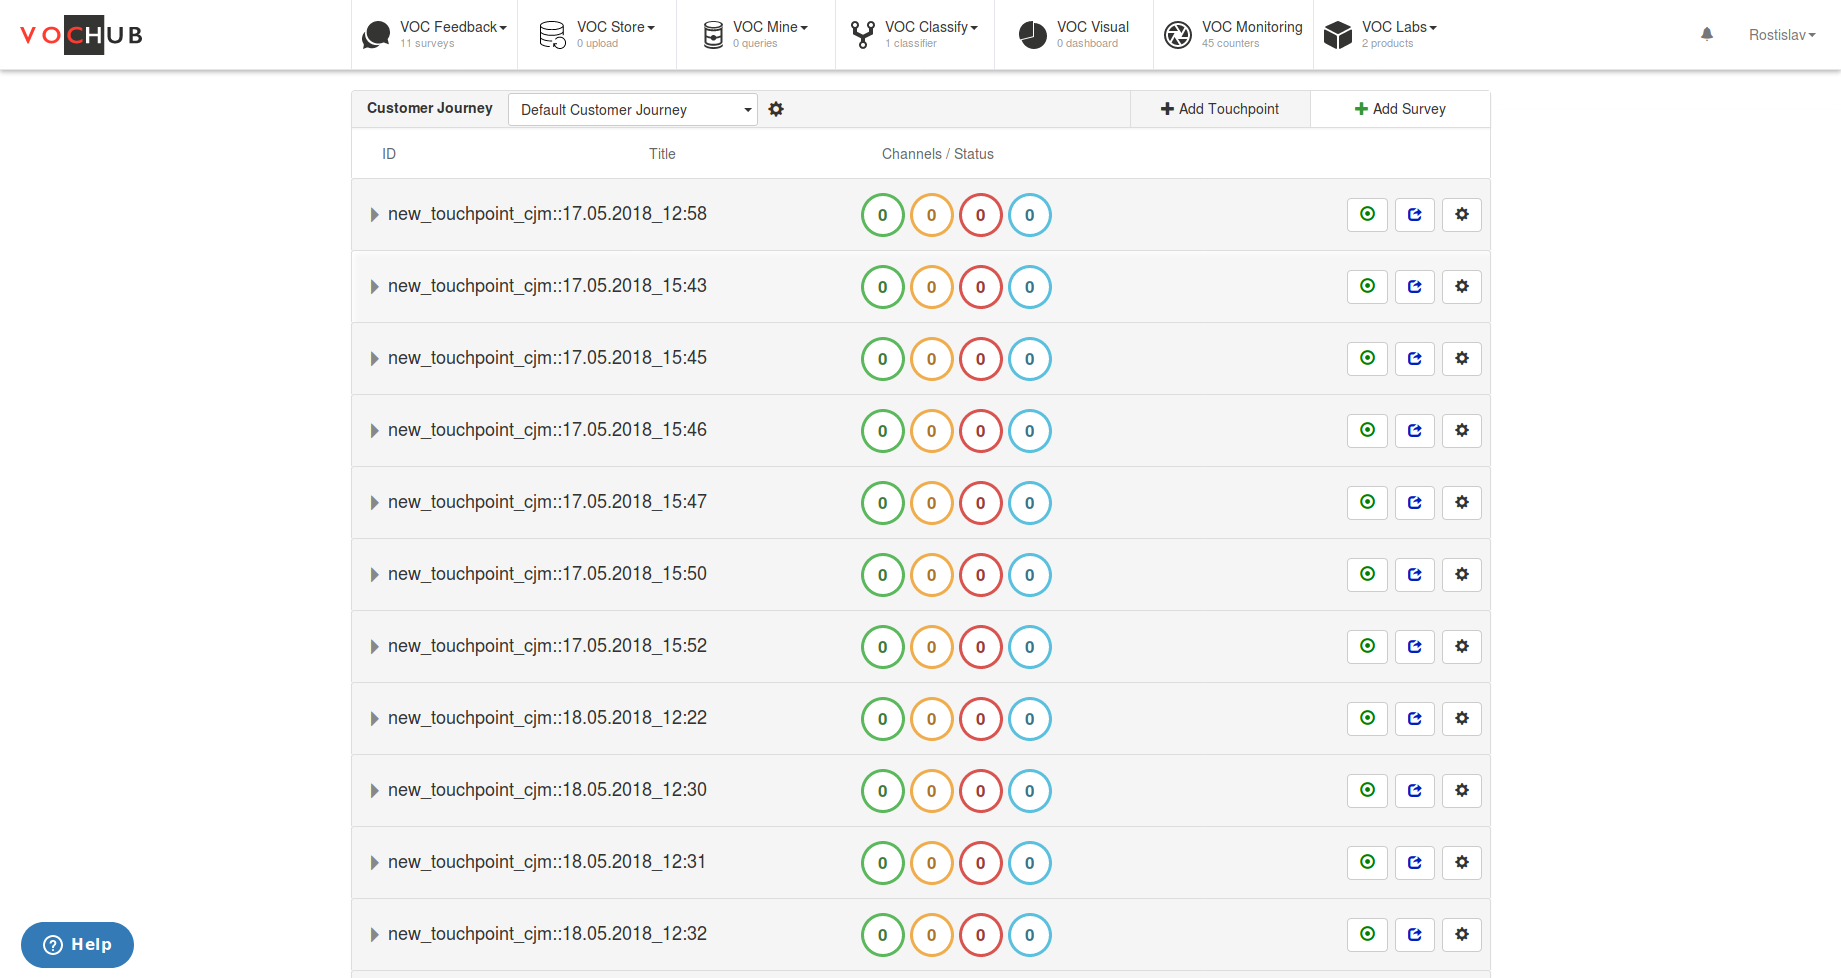 VOCHUB
VOC Feedback
11 surveys
VOC Store
0 upload
VOC Mine
0 queries
VOC Classify
1 classifier
VOC Visual
0 dashboard
VOC Monitoring
45 counters
VOC Labs
2 products
Rostislav
Customer Journey
Default Customer Journey
Add Touchpoint
Add Survey
ID Title Channels / Status
new_touchpoint_cjm::17.05.2018_12:58 0 0 0 0
new_touchpoint_cjm::17.05.2018_15:43 0 0 0 0
new_touchpoint_cjm::17.05.2018_15:45 0 0 0 0
new_touchpoint_cjm::17.05.2018_15:46 0 0 0 0
new_touchpoint_cjm::17.05.2018_15:47 0 0 0 0
new_touchpoint_cjm::17.05.2018_15:50 0 0 0 0
new_touchpoint_cjm::17.05.2018_15:52 0 0 0 0
new_touchpoint_cjm::18.05.2018_12:22 0 0 0 0
new_touchpoint_cjm::18.05.2018_12:30 0 0 0 0
new_touchpoint_cjm::18.05.2018_12:31 0 0 0 0
new_touchpoint_cjm::18.05.2018_12:32 0 0 0 0
Help